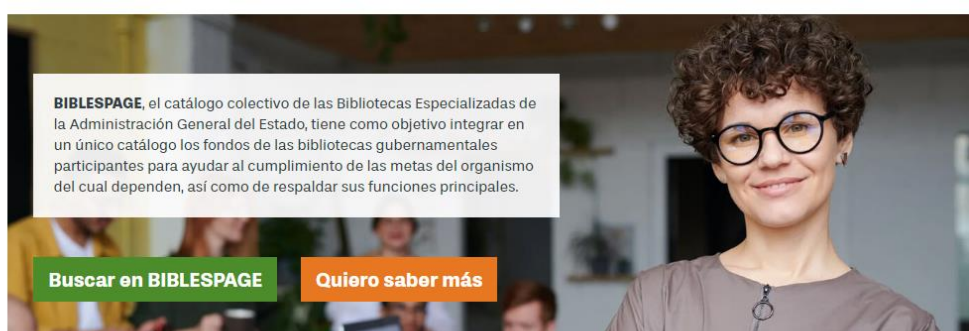 BIBLESPAGE, el catálogo colectivo de las Bibliotecas Especializadas de
la Administración General del Estado, tiene como objetivo integrar en
un único catálogo los fondos de las bibliotecas gubernamentales
participantes para ayudar al cumplimiento de las metas del organismo
del cual dependen, así como de respaldar sus funciones principales.
Buscar en BIBLESPAGE
Quiero saber más